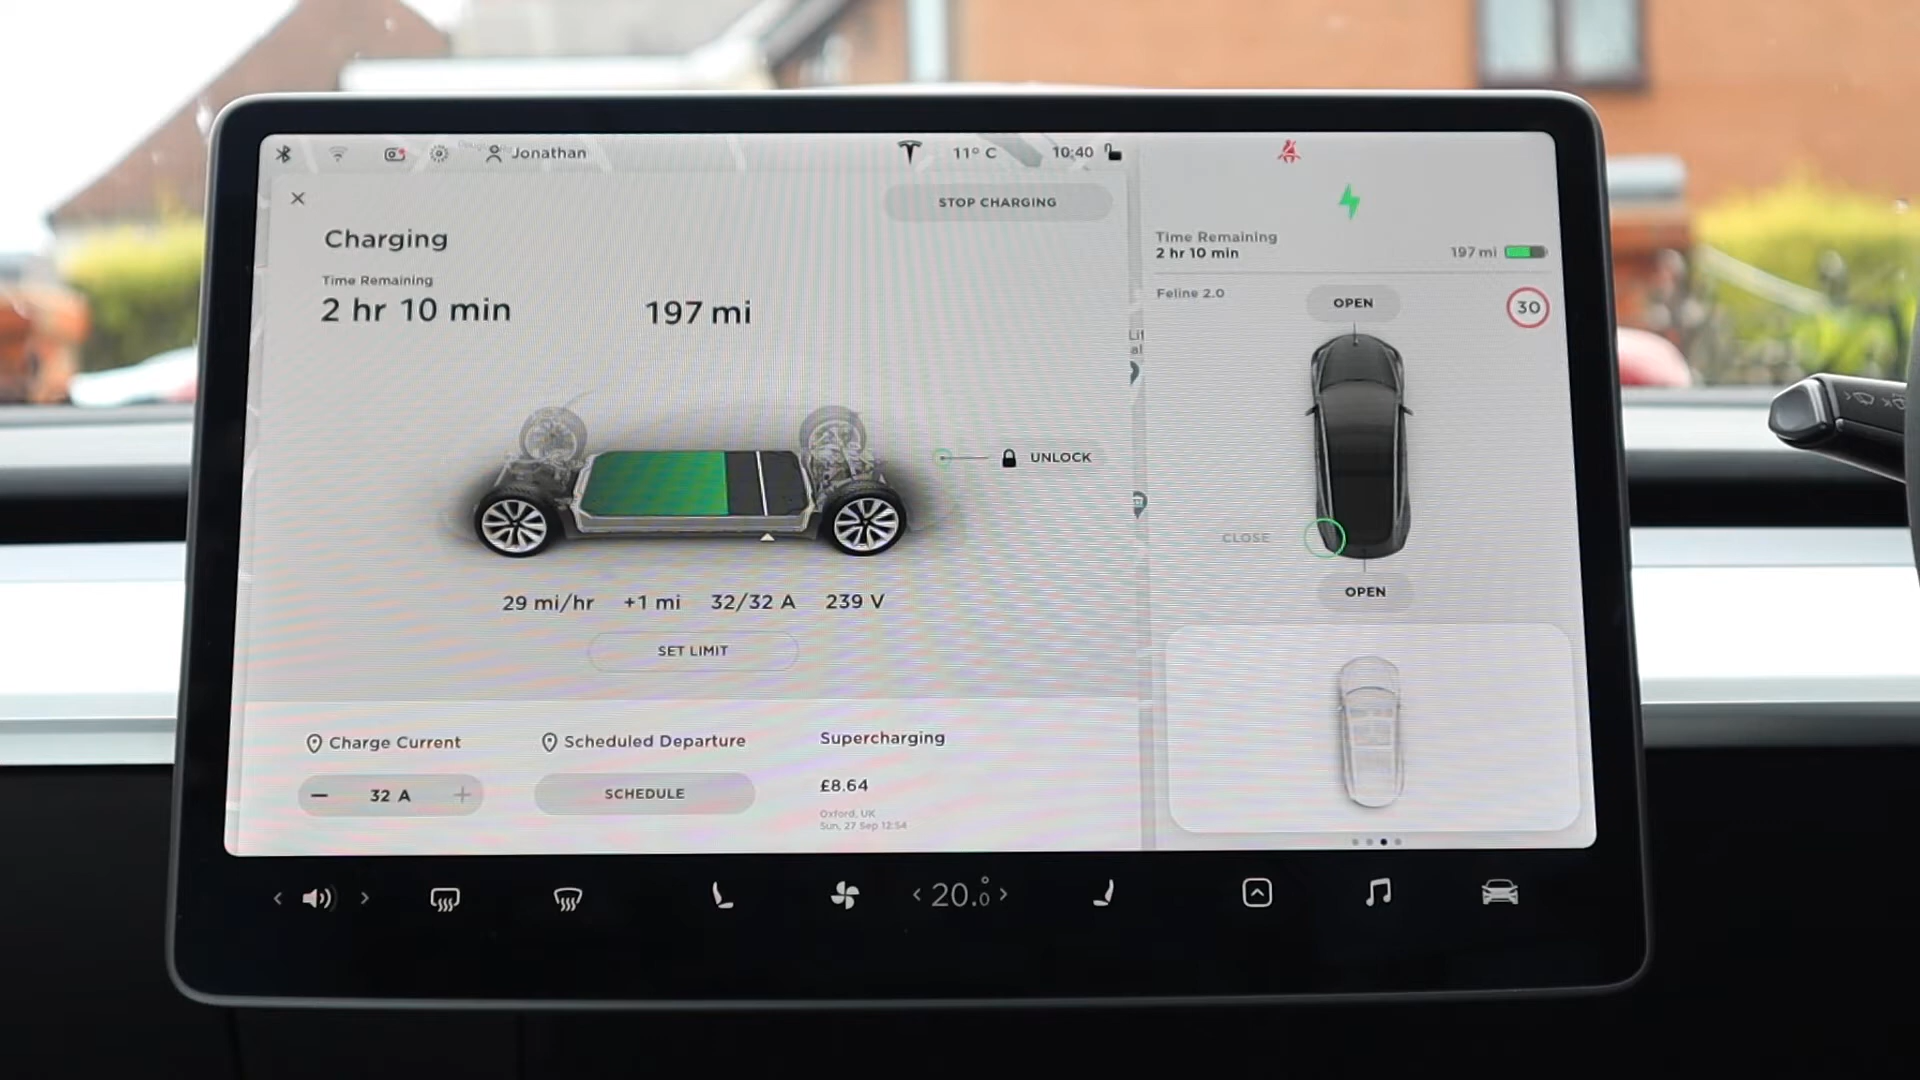 Jonathan
11° C
10:40
STOP CHARGING
Charging
Time Remaining
2 hr 10 min
197 mi
UNLOCK
29 mi/hr +1 mi 32/32 A 239 V
SET LIMIT
Charge Current
32 A
Scheduled Departure
SCHEDULE
Supercharging
£8.64
Oxford, UK
Sun, 27 Sep 12:54
Time Remaining
2 hr 10 min
197 mi
Feline 2.0
OPEN
30
CLOSE
OPEN
20.0°